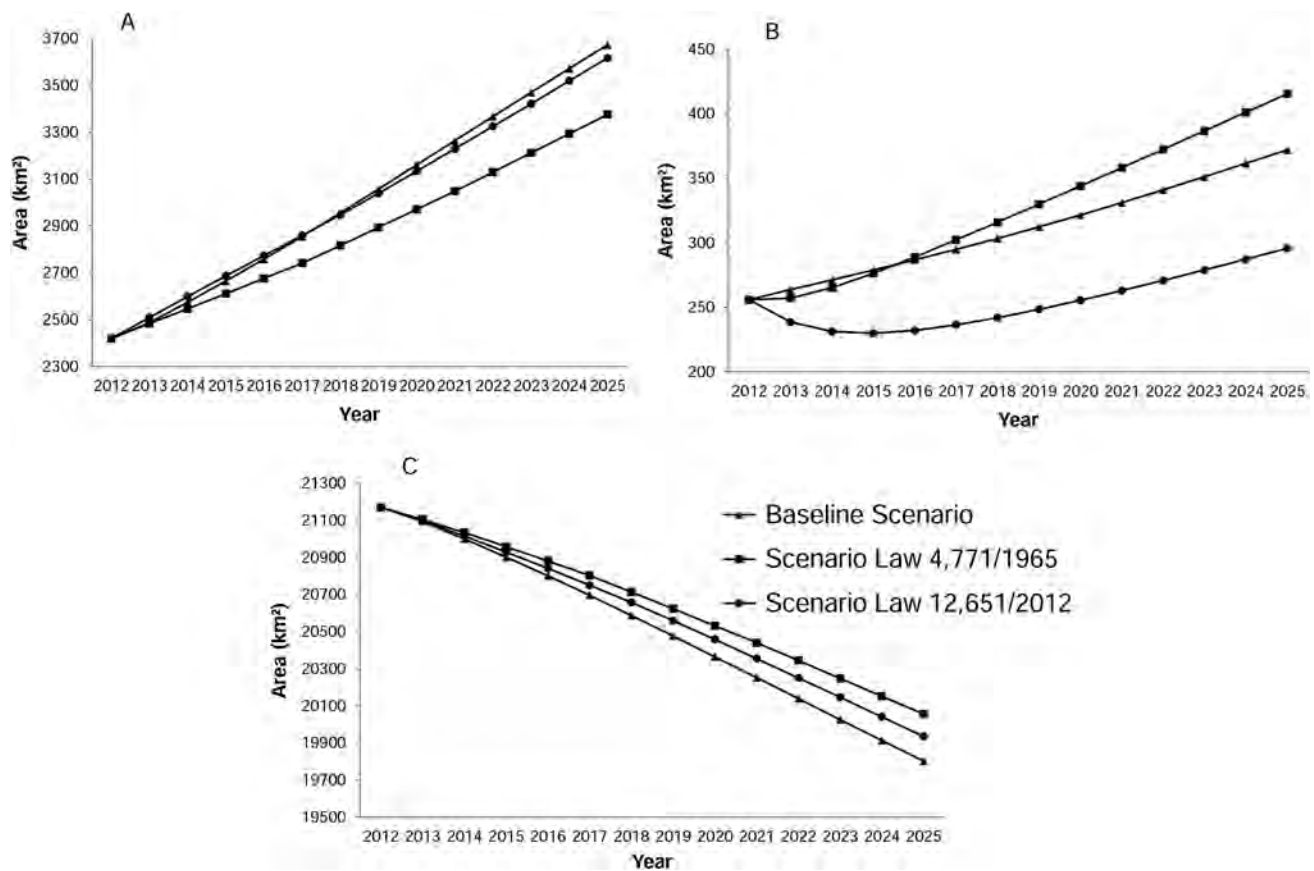 A
Area (km²)
3700
3500
3300
3100
2900
2700
2500
2300
2012 2013 2014 2015 2016 2017 2018 2019 2020 2021 2022 2023 2024 2025
Year
B
Area (km²)
450
400
350
300
250
200
2012 2013 2014 2015 2016 2017 2018 2019 2020 2021 2022 2023 2024 2025
Year
C
Area (km²)
21300
21100
20900
20700
20500
20300
20100
19900
19700
19500
2012 2013 2014 2015 2016 2017 2018 2019 2020 2021 2022 2023 2024 2025
Year
Baseline Scenario
Scenario Law 4,771/1965
Scenario Law 12,651/2012